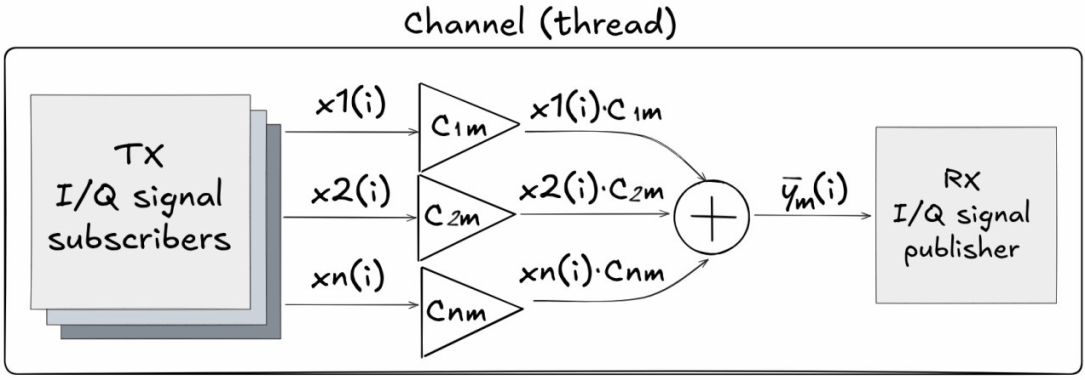 Channel (thread)
TX
I/Q signal
subscribers
x1(i)
C1m
x1(i)·C1m
x2(i)
C2m
x2(i)·C2m
xn(i)
Cnm
xn(i)·Cnm
ȳm(i)
RX
I/Q signal
publisher